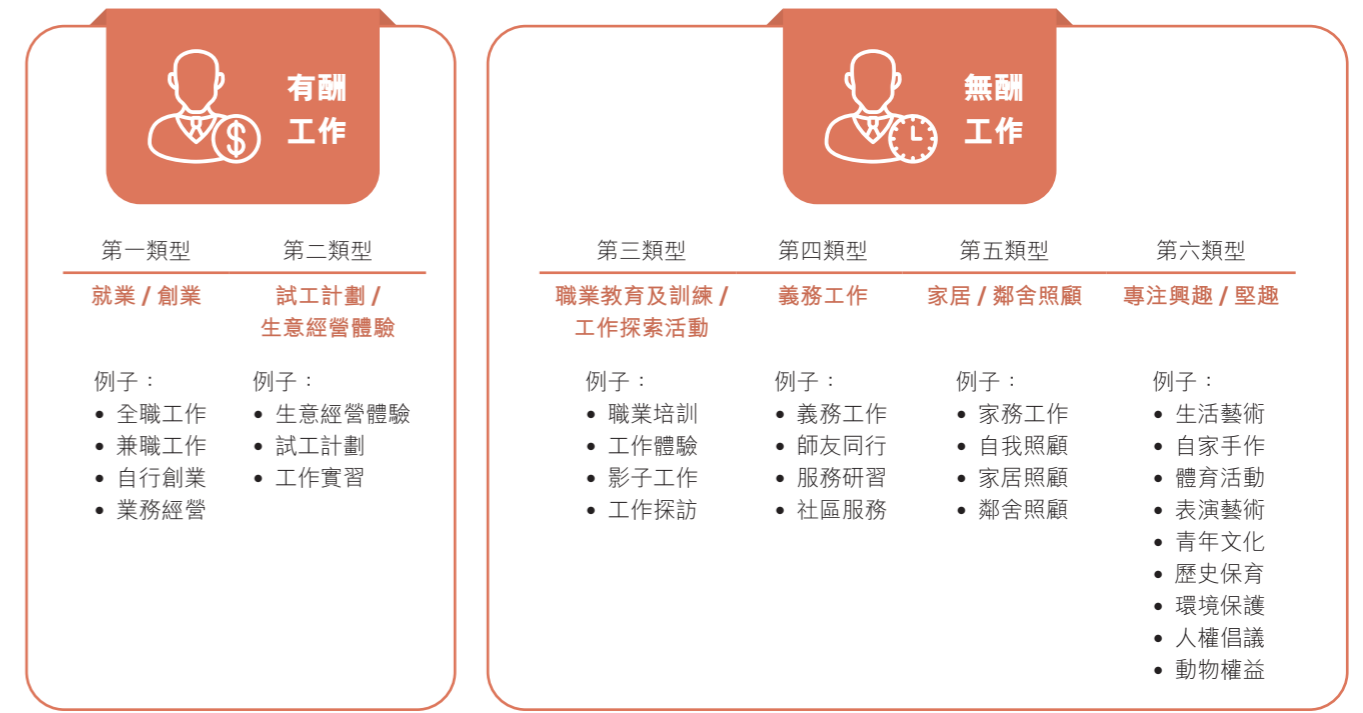 有酬
工作
第一類型
就業 / 創業
例子：
• 全職工作
• 兼職工作
• 自行創業
• 業務經營
第二類型
試工計劃 /
生意經營體驗
例子：
• 生意經營體驗
• 試工計劃
• 工作實習
無酬
工作
第三類型
職業教育及訓練 /
工作探索活動
例子：
• 職業培訓
• 工作體驗
• 影子工作
• 工作探訪
第四類型
義務工作
例子：
• 義務工作
• 師友同行
• 服務研習
• 社區服務
第五類型
家居 / 鄰舍照顧
例子：
• 家務工作
• 自我照顧
• 家居照顧
• 鄰舍照顧
第六類型
專注興趣 / 堅趣
例子：
• 生活藝術
• 自家手作
• 體育活動
• 表演藝術
• 青年文化
• 歷史保育
• 環境保護
• 人權倡議
• 動物權益